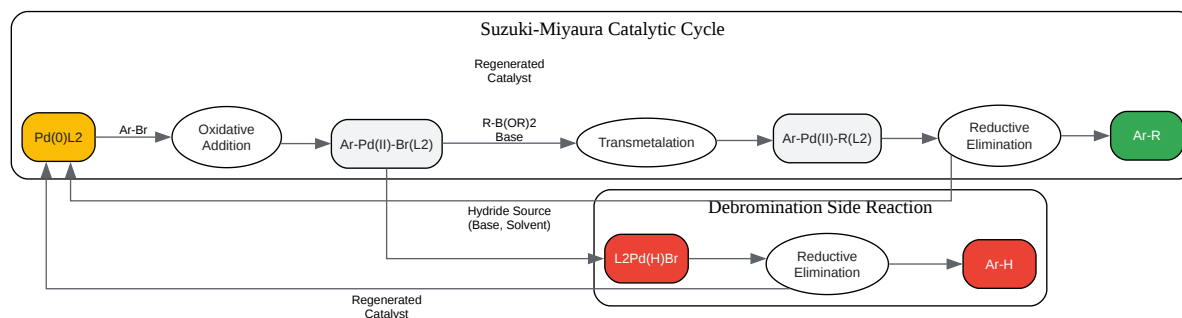 Suzuki-Miyaura Catalytic Cycle
Regenerated
Catalyst
Pd(0)L2
Ar-Br
Oxidative
Addition
Ar-Pd(II)-Br(L2)
R-B(OR)2
Base
Transmetalation
Ar-Pd(II)-R(L2)
Reductive
Elimination
Ar-R
Hydride Source
(Base, Solvent)
Debromination Side Reaction
L2Pd(H)Br
Reductive
Elimination
Ar-H
Regenerated
Catalyst